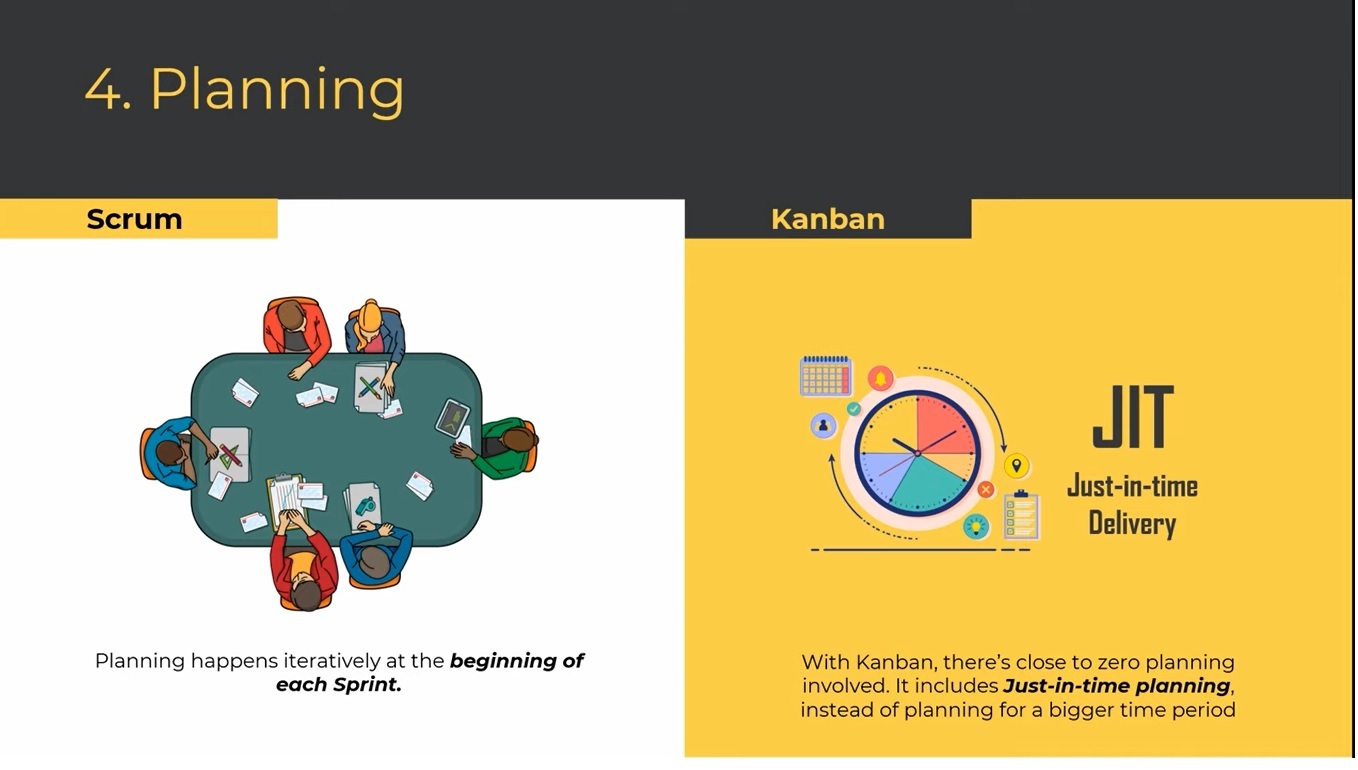 4. Planning
Scrum
Kanban
Planning happens iteratively at the beginning of
each Sprint.
JIT
Just-in-time
Delivery
With Kanban, there's close to zero planning
involved. It includes Just-in-time planning,
instead of planning for a bigger time period